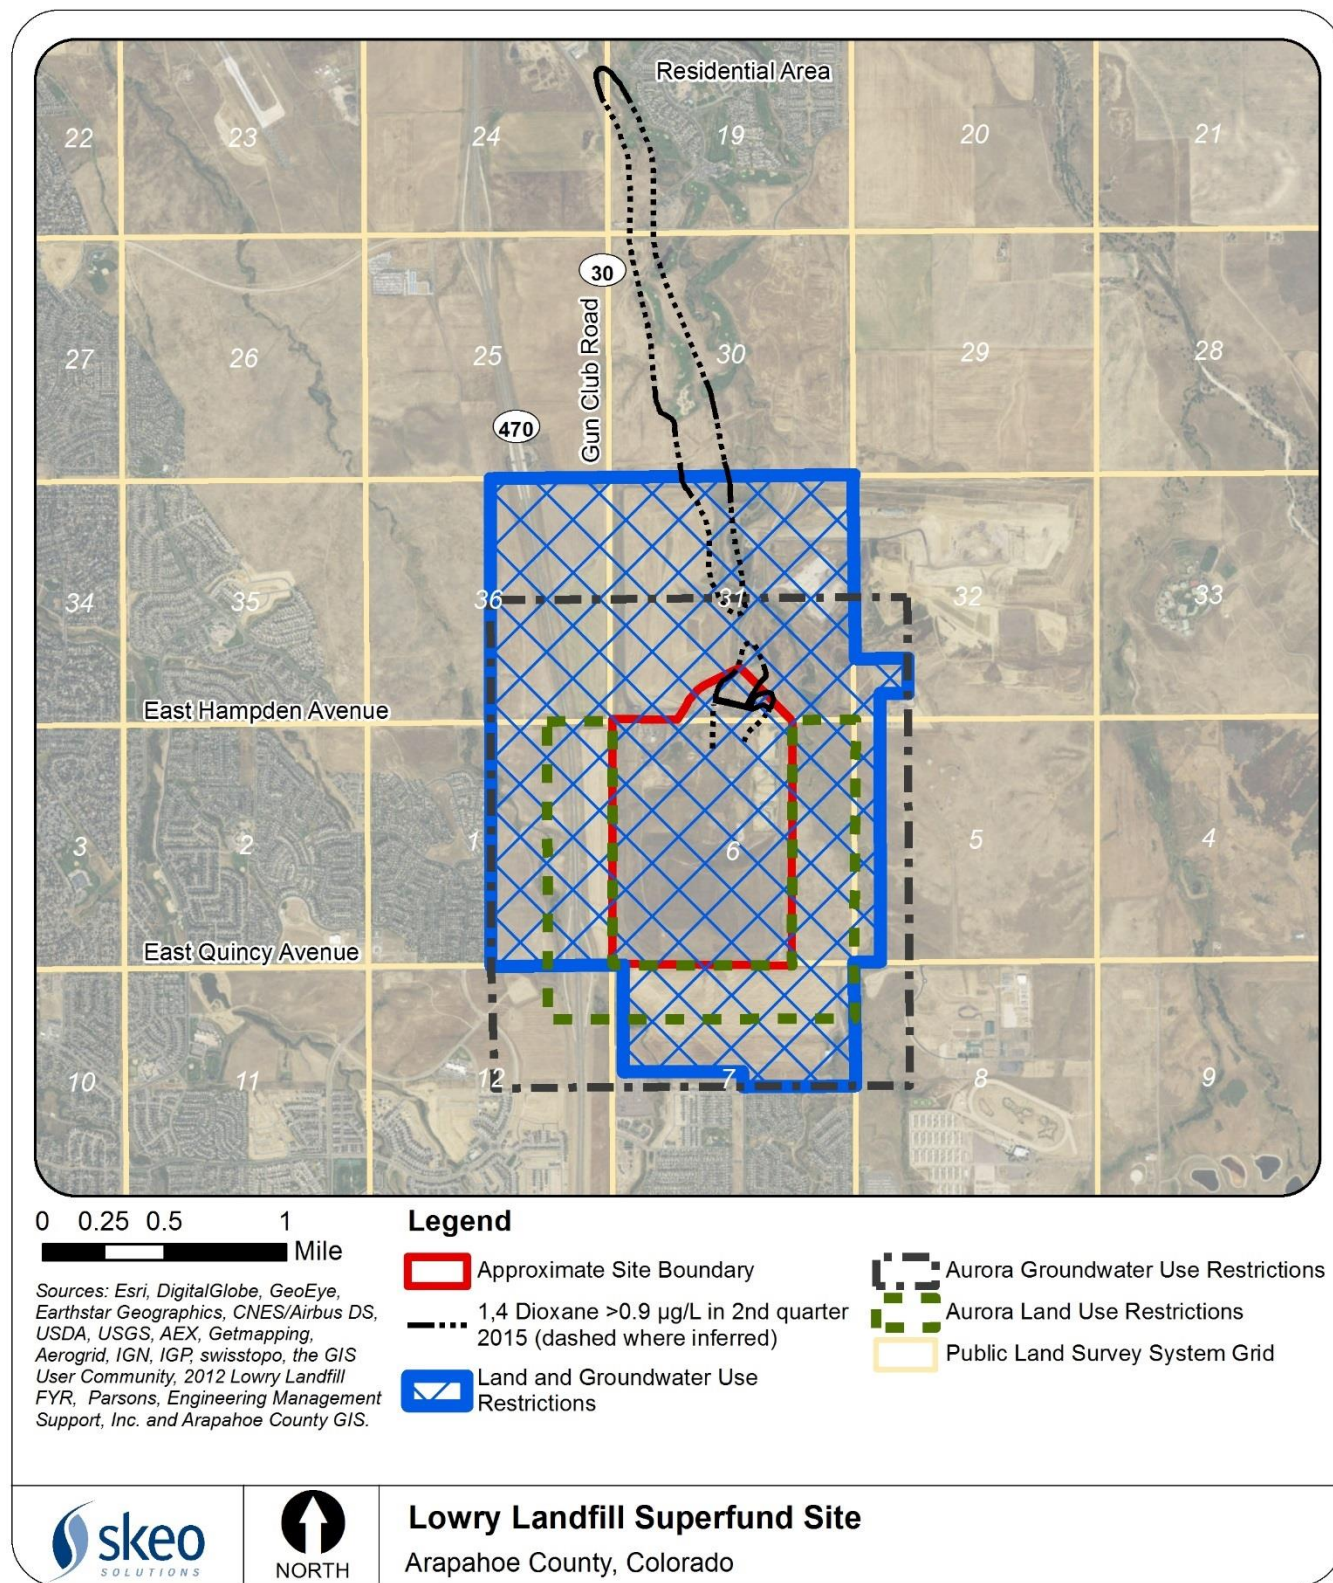 Residential Area
22
23
24
19
20
21
30
27
26
25
Gun Club Road
30
29
28
470
34
35
36
31
32
33
East Hampden Avenue
3
2
1
6
5
4
East Quincy Avenue
10
11
12
7
8
9
0 0.25 0.5 1
Mile
Sources: Esri, DigitalGlobe, GeoEye,
Earthstar Geographics, CNES/Airbus DS,
USDA, USGS, AEX, Getmapping,
Aerogrid, IGN, IGP, swisstopo, the GIS
User Community, 2012 Lowry Landfill
FYR, Parsons, Engineering Management
Support, Inc. and Arapahoe County GIS.
Legend
Approximate Site Boundary
1,4 Dioxane >0.9 µg/L in 2nd quarter
2015 (dashed where inferred)
Land and Groundwater Use
Restrictions
Aurora Groundwater Use Restrictions
Aurora Land Use Restrictions
Public Land Survey System Grid
skeo
SOLUTIONS
NORTH
Lowry Landfill Superfund Site
Arapahoe County, Colorado